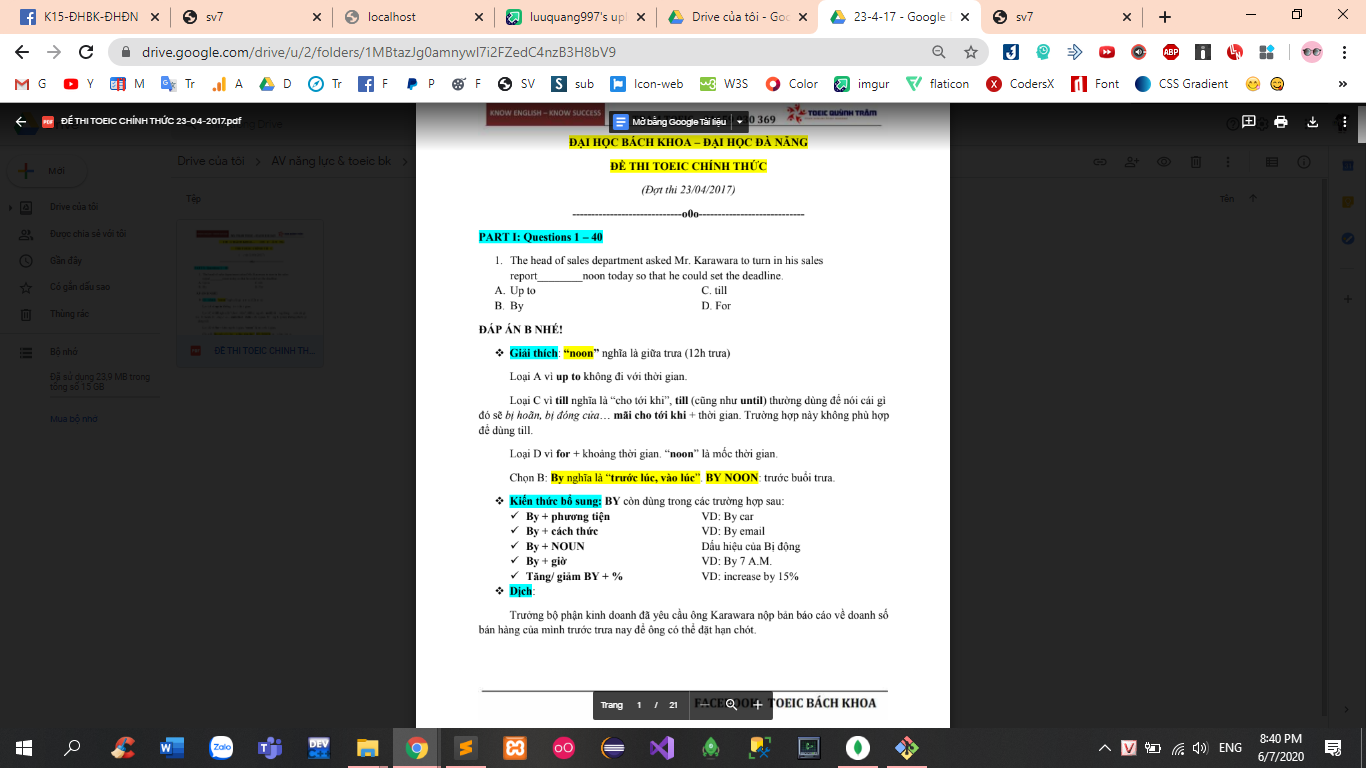 K15-ĐHBK-ĐHĐN
sv7
localhost
luuquang997's upl
Drive của tôi - Goo
23-4-17 - Google
sv7
drive.google.com/drive/u/2/folders/1MBtazJg0amnywI7i2FZedC4nzB3H8bV9
G Y M Tr A D Tr F P F SV sub Icon-web W3S Color imgur flaticon CodersX Font CSS Gradient »
ĐỀ THI TOEIC CHÍNH THỨC 23-04-2017.pdf
Mở bằng Google Tài liệu
KNOW ENGLISH – KNOW SUCCESS
TOEIC QUỲNH TRÂM
Mới
Drive của tôi
Được chia sẻ với tôi
Gần đây
Có gắn dấu sao
Thùng rác
Bộ nhớ
Đã sử dụng 23,9 MB trong
tổng số 15 GB
Mua bộ nhớ
Drive của tôi > AV năng lực & toeic bk >
Tệp
Tên
ĐỀ THI TOEIC CHÍNH TH...
ĐẠI HỌC BÁCH KHOA – ĐẠI HỌC ĐÀ NẴNG
ĐỀ THI TOEIC CHÍNH THỨC
(Đợt thi 23/04/2017)
-----------------------------o0o----------------------------
PART I: Questions 1 – 40
1. The head of sales department asked Mr. Karawara to turn in his sales
report________noon today so that he could set the deadline.
A. Up to C. till
B. By D. For
ĐÁP ÁN B NHÉ!
❖ Giải thích: “noon” nghĩa là giữa trưa (12h trưa)
Loại A vì up to không đi với thời gian.
Loại C vì till nghĩa là “cho tới khi”, till (cũng như until) thường dùng để nói cái gì
đó sẽ bị hoãn, bị đóng cửa… mãi cho tới khi + thời gian. Trường hợp này không phù hợp
để dùng till.
Loại D vì for + khoảng thời gian. “noon” là mốc thời gian.
Chọn B: By nghĩa là “trước lúc, vào lúc”. BY NOON: trước buổi trưa.
❖ Kiến thức bổ sung: BY còn dùng trong các trường hợp sau:
✓ By + phương tiện VD: By car
✓ By + cách thức VD: By email
✓ By + NOUN Dấu hiệu của Bị động
✓ By + giờ VD: By 7 A.M.
✓ Tăng/ giảm BY + % VD: increase by 15%
❖ Dịch:
Trưởng bộ phận kinh doanh đã yêu cầu ông Karawara nộp bản báo cáo về doanh số
bán hàng của mình trước trưa nay để ông có thể đặt hạn chót.
TOEIC BÁCH KHOA
Trang 1 / 21
ENG
8:40 PM
6/7/2020